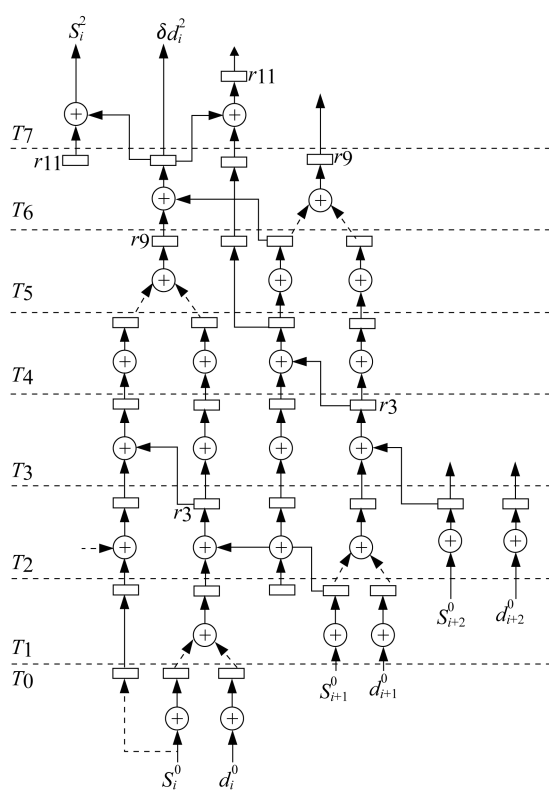 S_i^2 δd_i^2
r11
T7 r11 r9
T6
r9
T5
T4
r3
T3
r3
T2
S_{i+2}^0 d_{i+2}^0
T1
T0 S_{i+1}^0 d_{i+1}^0
S_i^0 d_i^0